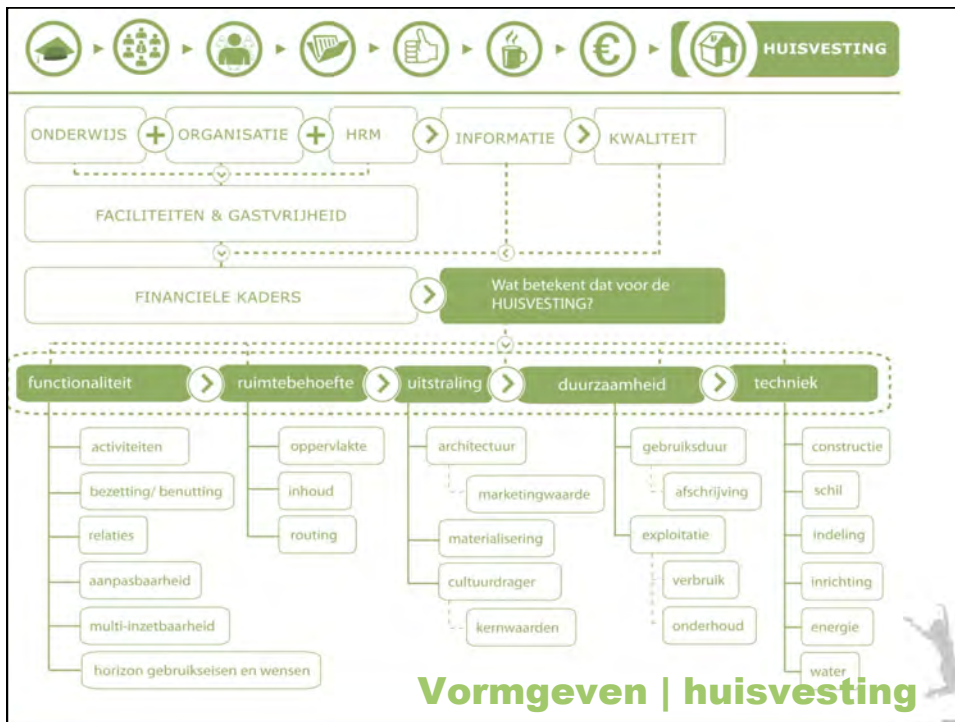 HUISVESTING
ONDERWIJS + ORGANISATIE + HRM > INFORMATIE > KWALITEIT
FACILITEITEN & GASTVRIJHEID
FINANCIELE KADERS
Wat betekent dat voor de
HUISVESTING?
functionaliteit
activiteiten
bezetting/ benutting
relaties
aanpasbaarheid
multi-inzetbaarheid
horizon gebruikseisen en wensen
ruimtebehoefte
oppervlakte
inhoud
routing
uitstraling
architectuur
marketingwaarde
materialisering
cultuurdrager
kernwaarden
duurzaamheid
gebruiksduur
afschrijving
exploitatie
verbruik
onderhoud
techniek
constructie
schil
indeling
inrichting
energie
water
Vormgeven | huisvesting